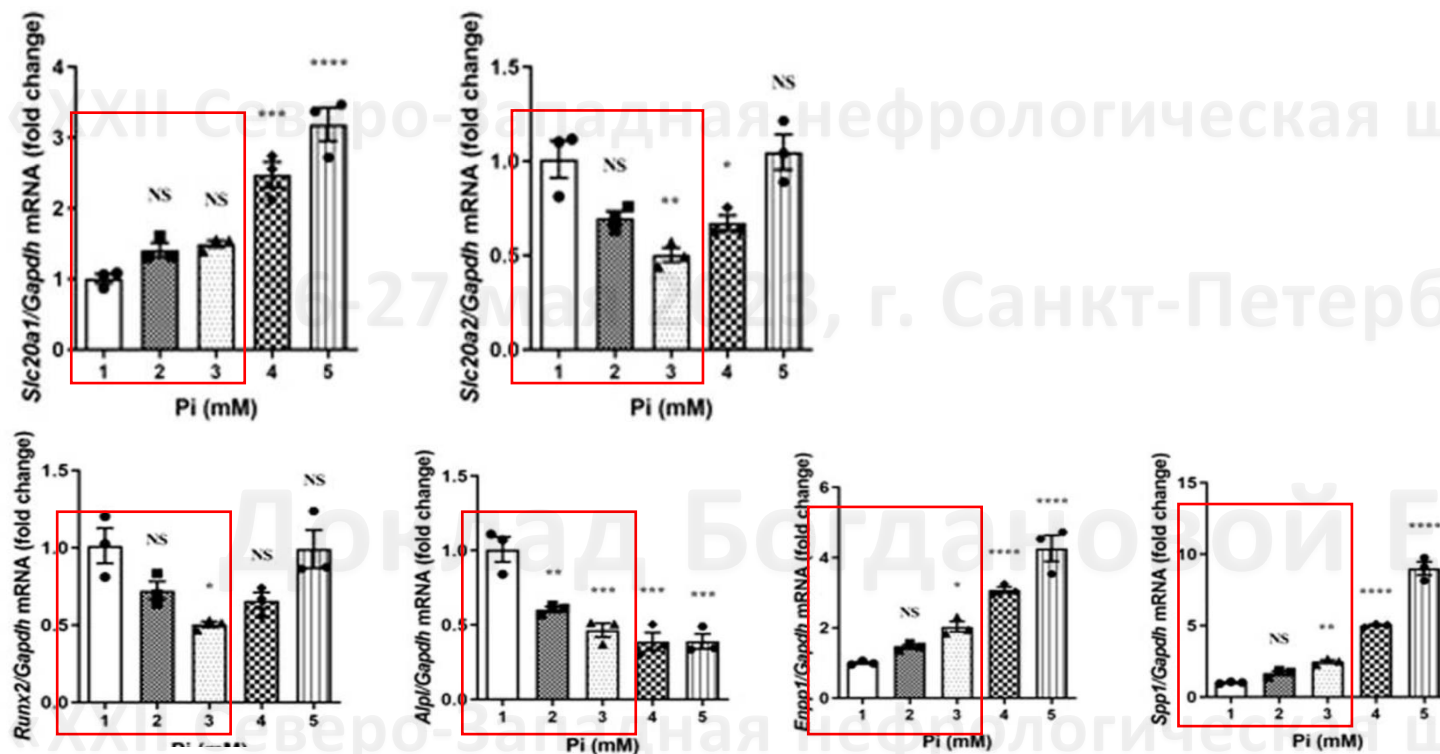 «XXII Северо-Западная нефрологическая ш
6-27 мая 2023, г. Санкт-Петерб
Доклад Богдановой Е
«XXII Северо-Западная нефрологическая ш
Slc20a1/Gapdh mRNA (fold change)
4
3
2
1
0
NS
NS
***
****
1 2 3 4 5
Pi (mM)
Slc20a2/Gapdh mRNA (fold change)
1.5
1.0
0.5
0.0
NS
**
*
NS
1 2 3 4 5
Pi (mM)
Runx2/Gapdh mRNA (fold change)
1.5
1.0
0.5
0.0
NS
*
NS
NS
1 2 3 4 5
Pi (mM)
Alpl/Gapdh mRNA (fold change)
1.5
1.0
0.5
0.0
**
***
***
***
1 2 3 4 5
Pi (mM)
Enpp1/Gapdh mRNA (fold change)
6
4
2
0
NS
*
****
****
1 2 3 4 5
Pi (mM)
Spp1/Gapdh mRNA (fold change)
15
10
5
0
NS
**
****
****
1 2 3 4 5
Pi (mM)